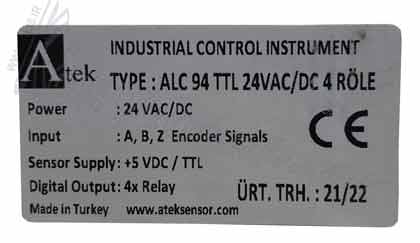 Atek
INDUSTRIAL CONTROL INSTRUMENT
TYPE : ALC 94 TTL 24VAC/DC 4 RÖLE
Power : 24 VAC/DC
Input : A, B, Z Encoder Signals
Sensor Supply: +5 VDC / TTL
Digital Output: 4x Relay
CE
ÜRT. TRH. : 21/22
Made in Turkey www.ateksensor.com